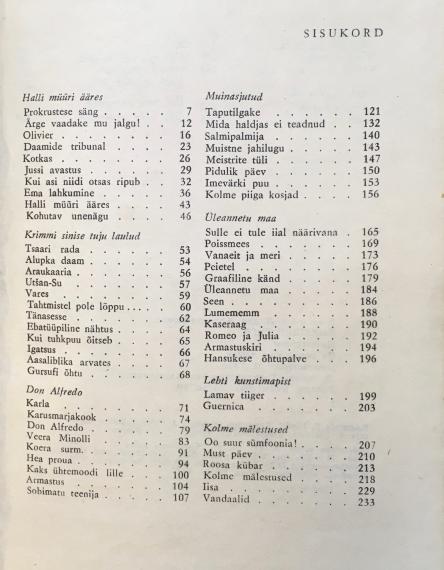 SISUKORD
Halli müüri ääres
Prokrustese säng . . . . . 7
Ärge vaadake mu jalgu! . . 12
Olivier . . . . . . . 16
Daamide tribunal . . . . 23
Kotkas . . . . . . . 26
Jussi avastus . . . . . 29
Kui asi niidi otsas ripub . . 32
Ema lahkumine . . . . . 36
Halli müüri ääres . . . . 43
Kohutav unenägu . . . . 46
Krimmi sinise tuju laulud
Tsaari rada . . . . . . 53
Alupka daam . . . . . . 54
Araukaaria . . . . . . 56
Utšan-Su . . . . . . . 57
Vares . . . . . . . . 59
Tahtmistel pole lõppu . . . . . 60
Tänasesse . . . . . . 62
Ebatüüpiline nähtus . . . . 64
Kui tuhkpuu õitseb . . . . 65
Igatsus . . . . . . . 66
Aasaliblika arvates . . . . 67
Gursufi õhtu . . . . . . 68
Don Alfredo
Karla . . . . . . . 71
Karusmarjakook . . . . . 74
Don Alfredo . . . . . . 79
Veera Minolli . . . . . 83
Koera surm. . . . . . 91
Hea proua . . . . . . 94
Kaks ühtemoodi lille . . . . 100
Armastus . . . . . . 104
Sobimatu teenija . . . . . 107
Muinasjutud
Taputilgake . . . . . . 121
Mida haldjas ei teadnud . . 132
Salmipalmija . . . . . . 140
Muistne jahilugu . . . . . 143
Meistrite tüli . . . . . 147
Pidulik päev . . . . . . 150
Imevärki puu . . . . . 153
Kolme piiga kosjad . . . . 156
Üleannetu maa
Sulle ei tule iial näärivana . 165
Poissmees . . . . . . 169
Vanaeit ja meri . . . . . 173
Peietel . . . . . . . 176
Graafiline känd . . . . . 179
Üleannetu maa . . . . . 184
Seen . . . . . . . . 186
Lumememm . . . . . . 188
Kaseraag . . . . . . . 190
Romeo ja Julia . . . . . 192
Armastuskiri . . . . . . 194
Hansukese õhtupalve . . . 196
Lehti kunstimapist
Lamav tiiger . . . . . 199
Guernica . . . . . . 203
Kolme mälestused
Oo suur sümfoonia! . . . . 207
Must päev . . . . . . 210
Roosa kübar . . . . . . 213
Kolme mälestused . . . . 218
Iisa . . . . . . . . 229
Vandaalid . . . . . . 233